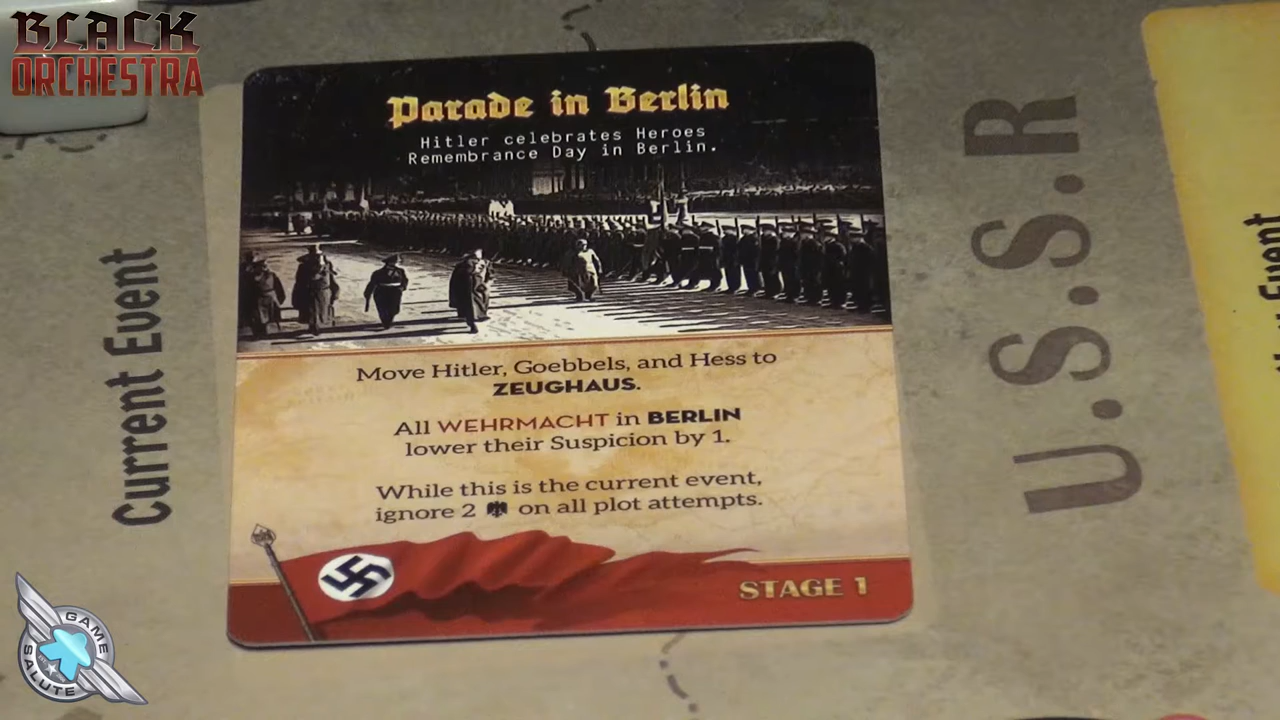 BLACK
ORCHESTRA
Parade in Berlin
Hitler celebrates Heroes
Remembrance Day in Berlin.
Current Event
Move Hitler, Goebbels, and Hess to
ZEUGHAUS.
All WEHRMACHT in BERLIN
lower their Suspicion by 1.
While this is the current event,
ignore 2 on all plot attempts.
STAGE 1
U.S.S.R
Event
GAME
SALUTE